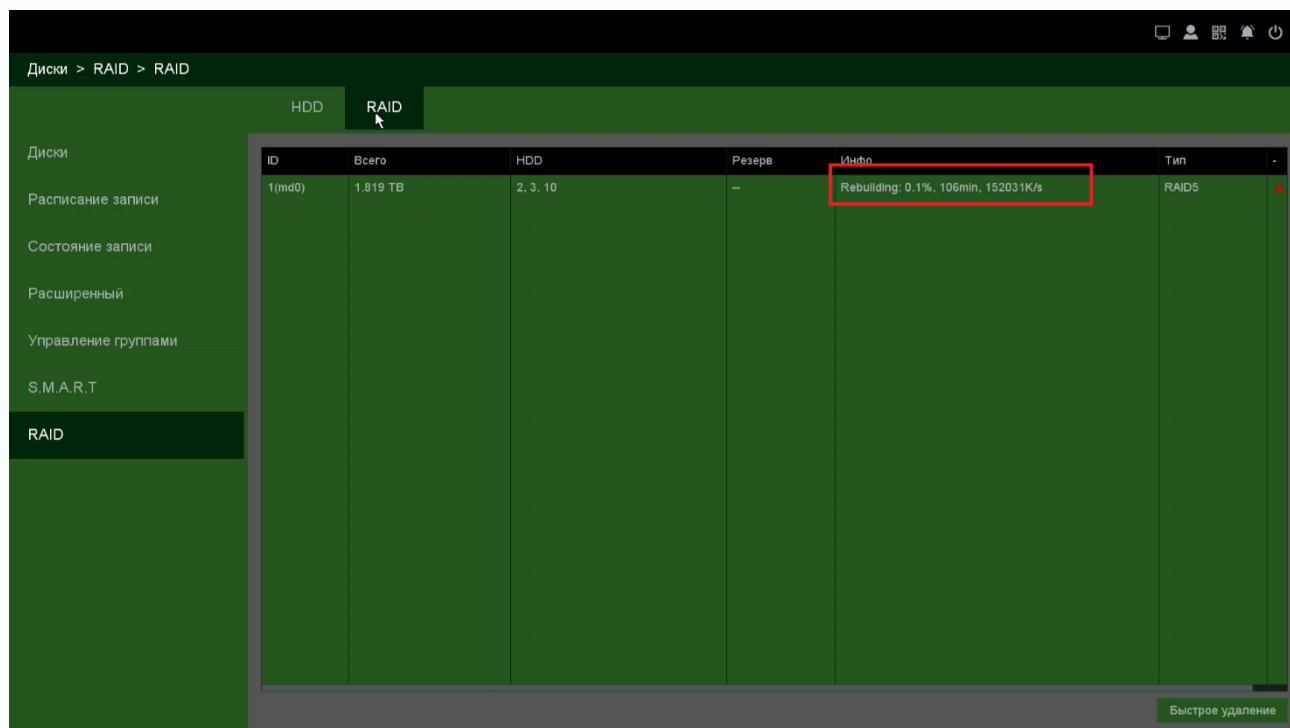 Диски > RAID > RAID
HDD RAID
Диски
Расписание записи
Состояние записи
Расширенный
Управление группами
S.M.A.R.T
RAID
ID Всего HDD Резерв Инфо Тип -
1(md0) 1.819 TB 2, 3, 10 -- Rebuilding: 0.1%, 106min, 152031K/s RAID5 *
Быстрое удаление